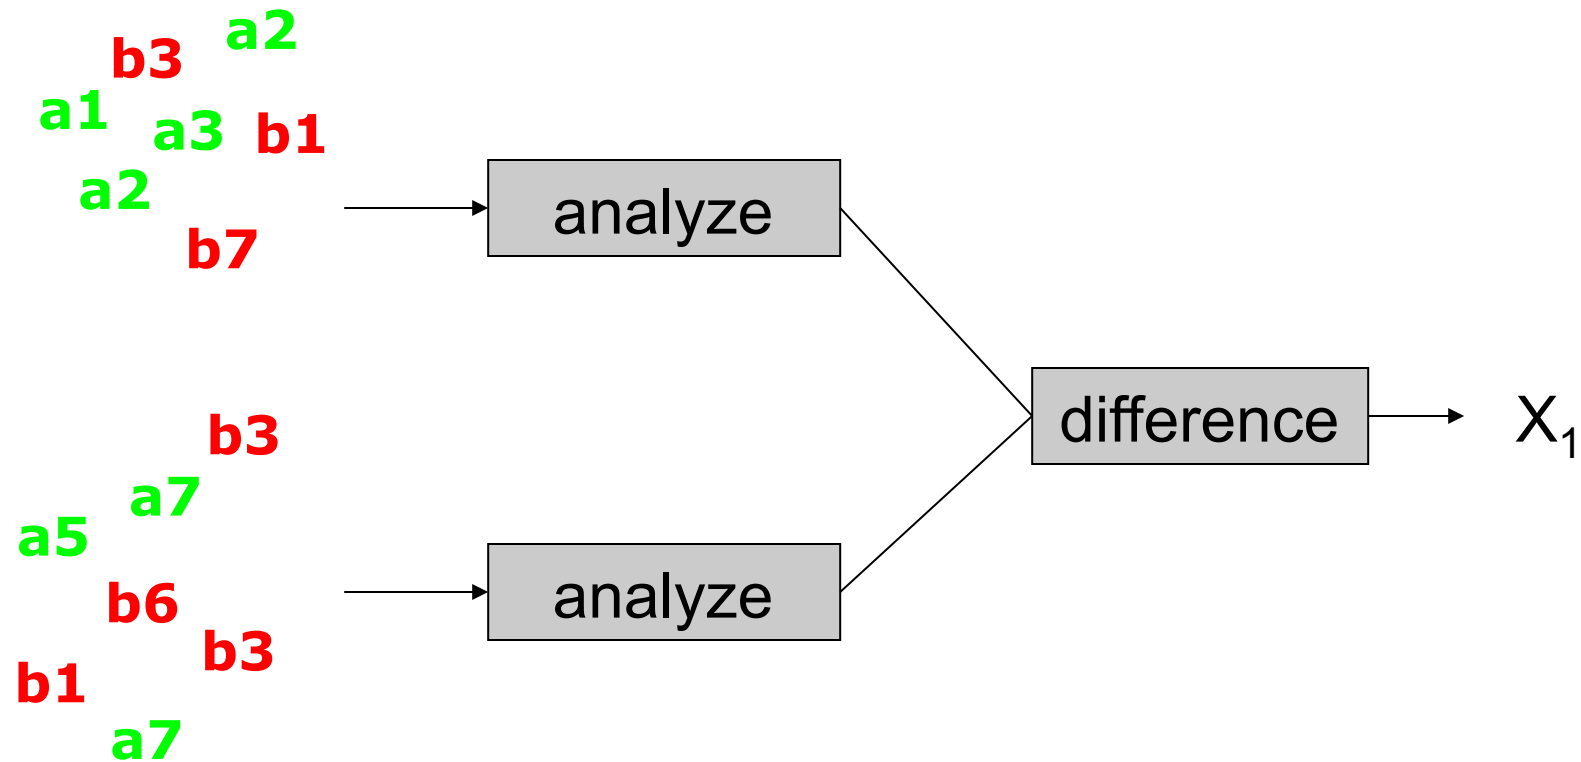 a2
b3
a1
a3
b1
a2
b7
analyze
b3
a7
a5
b6
b3
b1
a7
analyze
difference
X₁